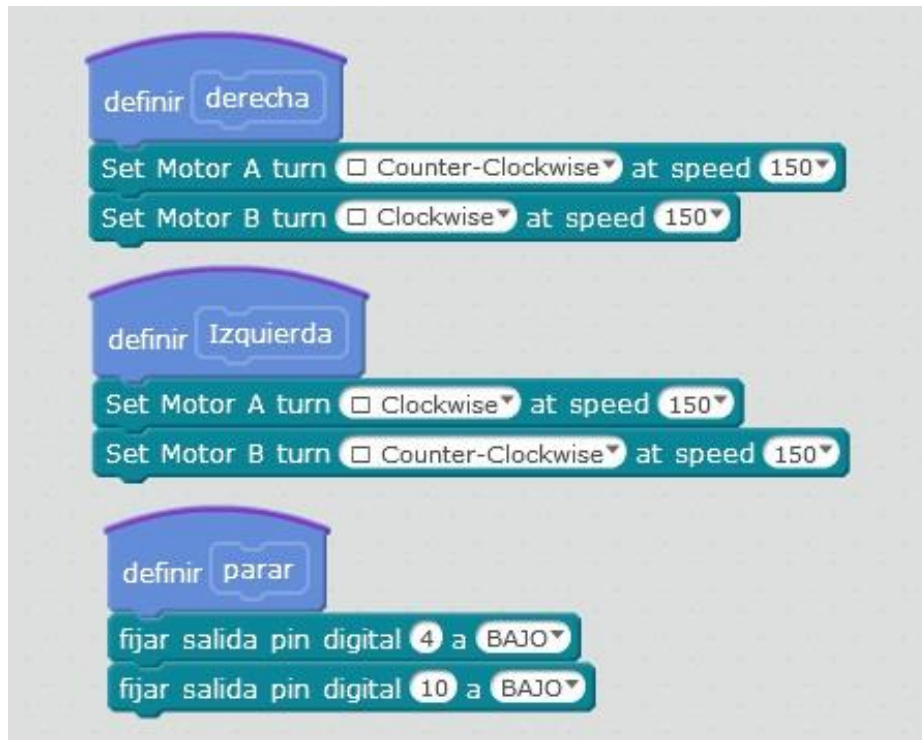 definir derecha
Set Motor A turn Counter-Clockwise at speed 150
Set Motor B turn Clockwise at speed 150
definir Izquierda
Set Motor A turn Clockwise at speed 150
Set Motor B turn Counter-Clockwise at speed 150
definir parar
fijar salida pin digital 4 a BAJO
fijar salida pin digital 10 a BAJO